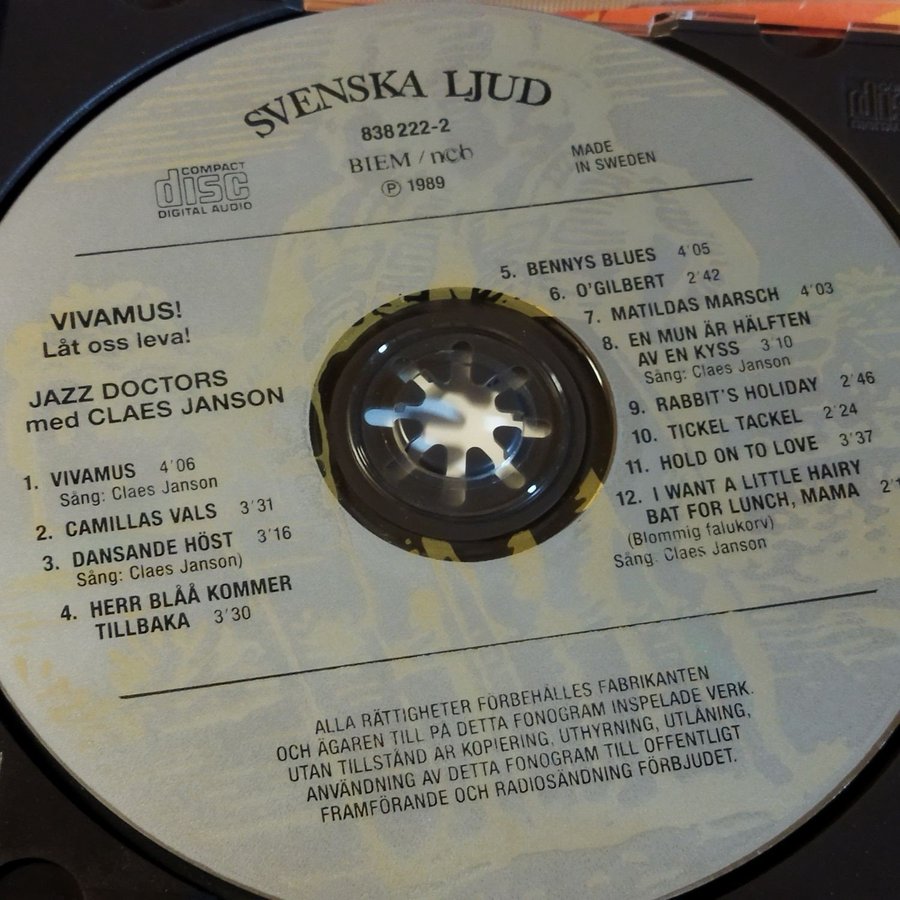 SVENSKA LJUD
838 222-2
BIEM / ncb
Ⓟ 1989
COMPACT
disc
DIGITAL AUDIO
MADE
IN SWEDEN
VIVAMUS!
Låt oss leva!
JAZZ DOCTORS
med CLAES JANSON
1. VIVAMUS 4'06
Sång: Claes Janson
2. CAMILLAS VALS 3'31
3. DANSANDE HÖST 3'16
Sång: Claes Janson)
4. HERR BLÅÅ KOMMER
TILLBAKA 3'30
5. BENNYS BLUES 4'05
6. O'GILBERT 2'42
7. MATILDAS MARSCH 4'03
8. EN MUN ÄR HÄLFTEN
AV EN KYSS 3'10
Sång: Claes Janson
9. RABBIT'S HOLIDAY 2'46
10. TICKEL TACKEL 2'24
11. HOLD ON TO LOVE 3'37
12. I WANT A LITTLE HAIRY
BAT FOR LUNCH, MAMA
(Blommig falukorv)
Sång: Claes Janson
ALLA RÄTTIGHETER FÖRBEHÅLLES FABRIKANTEN
OCH ÄGAREN TILL PÅ DETTA FONOGRAM INSPELADE VERK.
UTAN TILLSTÅND ÄR KOPIERING, UTHYRNING, UTLÅNING,
ANVÄNDNING AV DETTA FONOGRAM TILL OFFENTLIGT
FRAMFÖRANDE OCH RADIOSÄNDNING FÖRBJUDET.